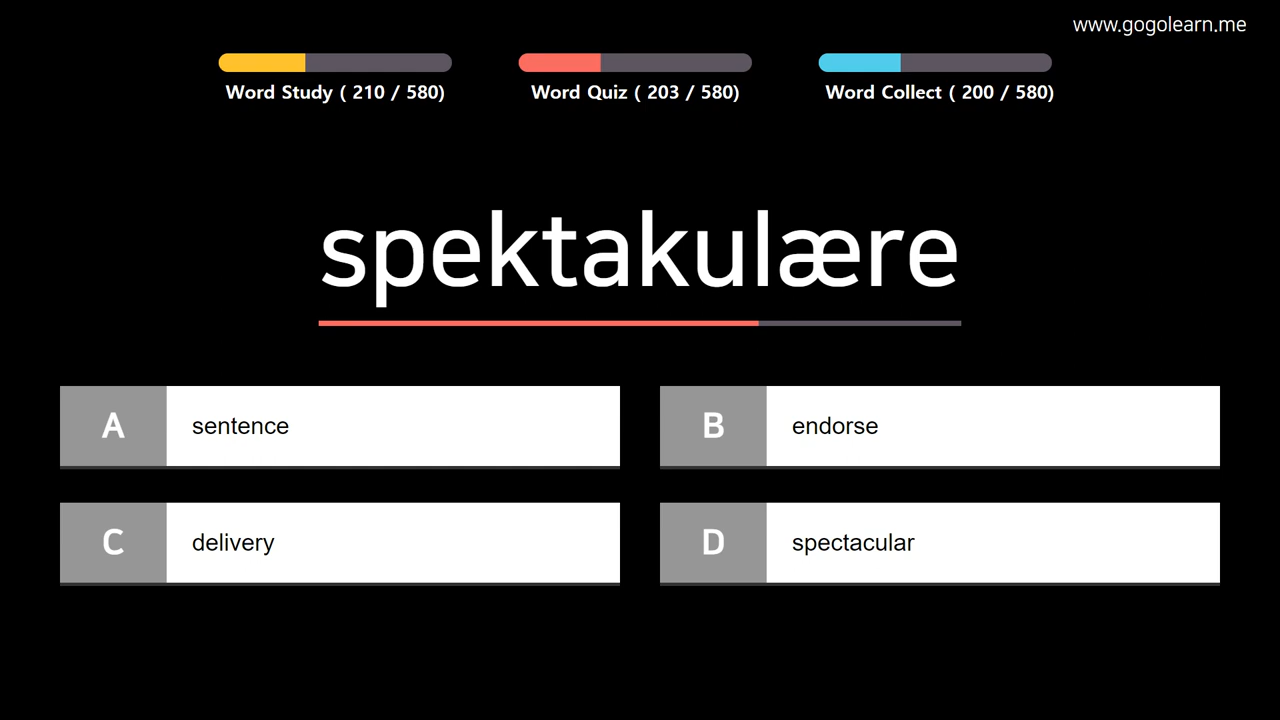 www.gogolearn.me
Word Study ( 210 / 580)
Word Quiz ( 203 / 580)
Word Collect ( 200 / 580)
spektakulære
A sentence
B endorse
C delivery
D spectacular